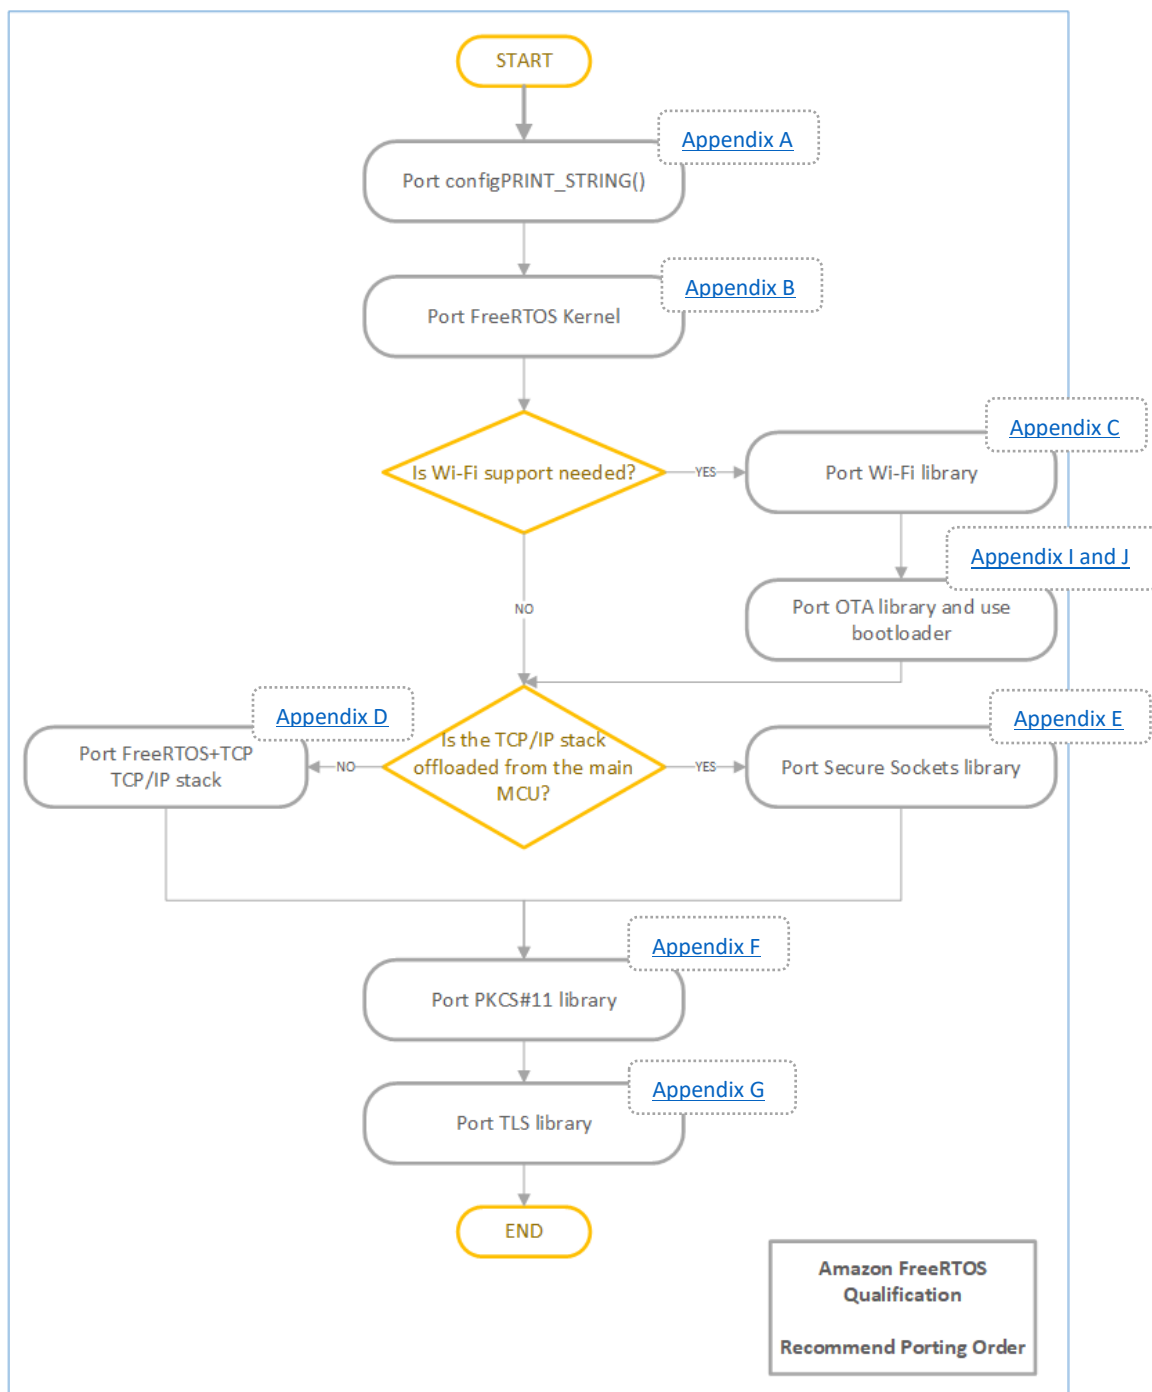 START
Appendix A
Port configPRINT_STRING()
Appendix B
Port FreeRTOS Kernel
Appendix C
Is Wi-Fi support needed?
YES
Port Wi-Fi library
Appendix I and J
NO
Port OTA library and use
bootloader
Appendix D
Appendix E
Port FreeRTOS+TCP
TCP/IP stack
NO
Is the TCP/IP stack
offloaded from the main
MCU?
YES
Port Secure Sockets library
Appendix F
Port PKCS#11 library
Appendix G
Port TLS library
END
Amazon FreeRTOS
Qualification
Recommend Porting Order